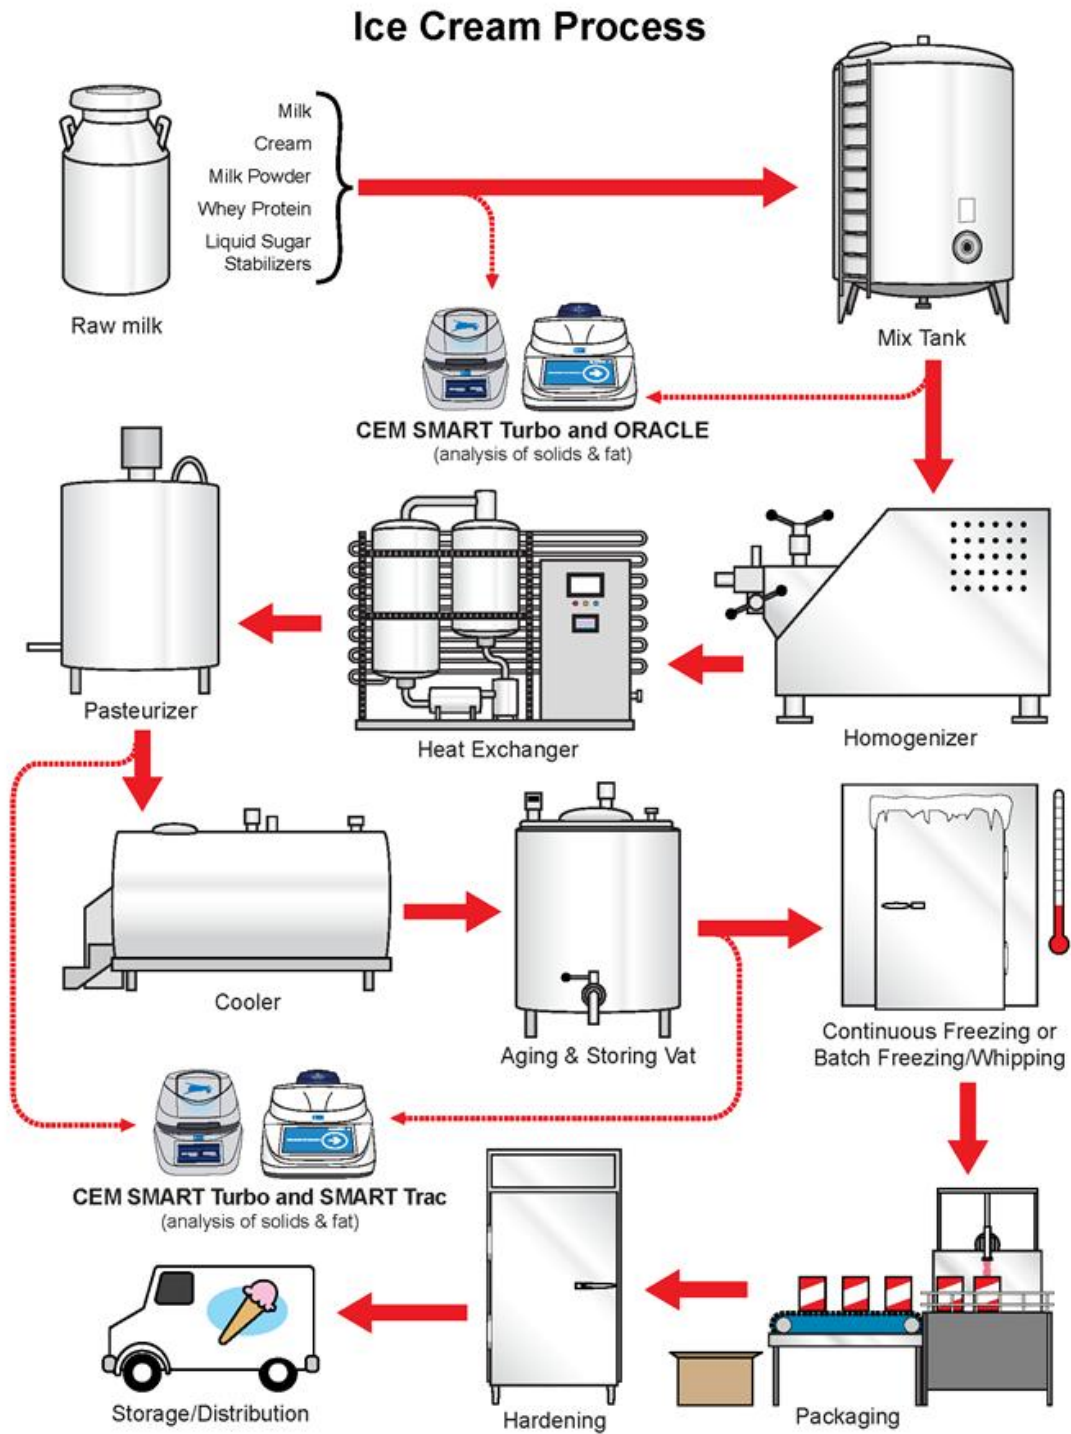 Ice Cream Process
Milk
Cream
Milk Powder
Whey Protein
Liquid Sugar
Stabilizers
Raw milk
Mix Tank
CEM SMART Turbo and ORACLE
(analysis of solids & fat)
Homogenizer
Heat Exchanger
Pasteurizer
Cooler
Aging & Storing Vat
Continuous Freezing or
Batch Freezing/Whipping
CEM SMART Turbo and SMART Trac
(analysis of solids & fat)
Packaging
Hardening
Storage/Distribution